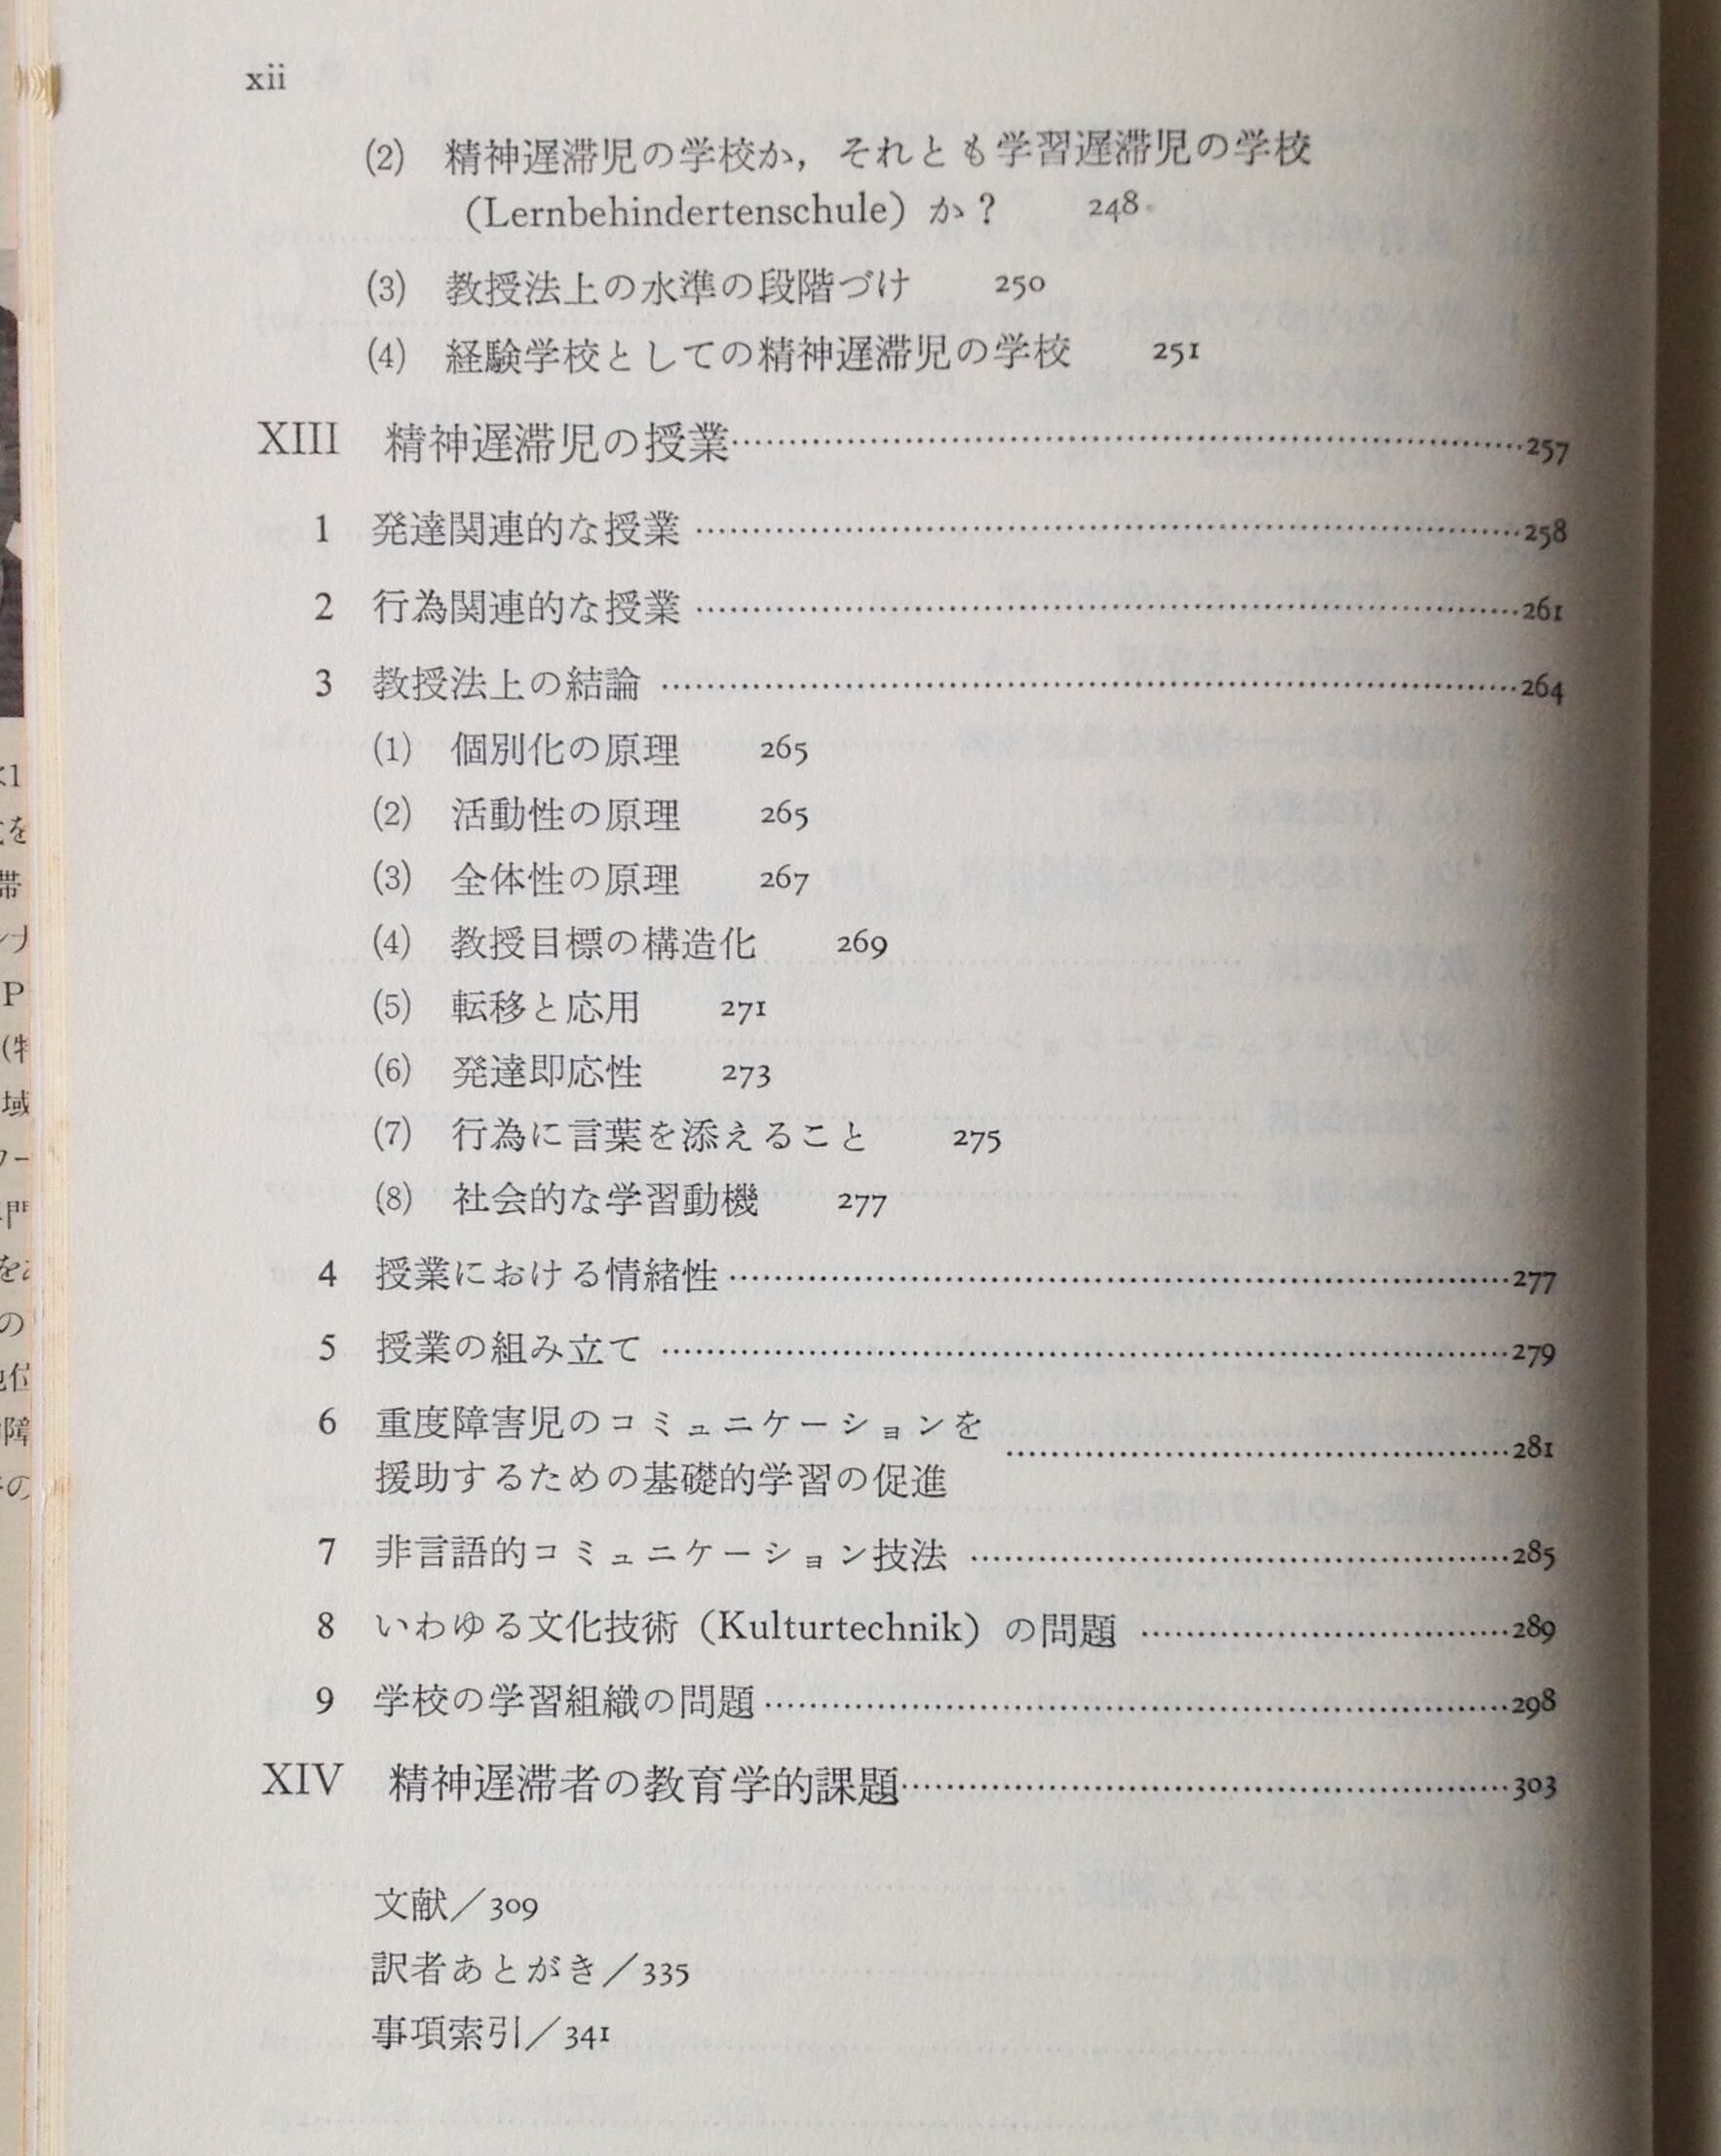 xii
(2) 精神遅滞児の学校か，それとも学習遅滞児の学校
（Lernbehindertenschule）か？ 248
(3) 教授法上の水準の段階づけ 250
(4) 経験学校としての精神遅滞児の学校 251
XIII 精神遅滞児の授業……………………257
1 発達関連的な授業……………………258
2 行為関連的な授業……………………261
3 教授法上の結論……………………264
(1) 個別化の原理 265
(2) 活動性の原理 265
(3) 全体性の原理 267
(4) 教授目標の構造化 269
(5) 転移と応用 271
(6) 発達即応性 273
(7) 行為に言葉を添えること 275
(8) 社会的な学習動機 277
4 授業における情緒性……………………277
5 授業の組み立て……………………279
6 重度障害児のコミュニケーションを
援助するための基礎的学習の促進……………………281
7 非言語的コミュニケーション技法……………………285
8 いわゆる文化技術（Kulturtechnik）の問題……………………289
9 学校の学習組織の問題……………………298
XIV 精神遅滞者の教育学的課題……………………303
文献／309
訳者あとがき／335
事項索引／341